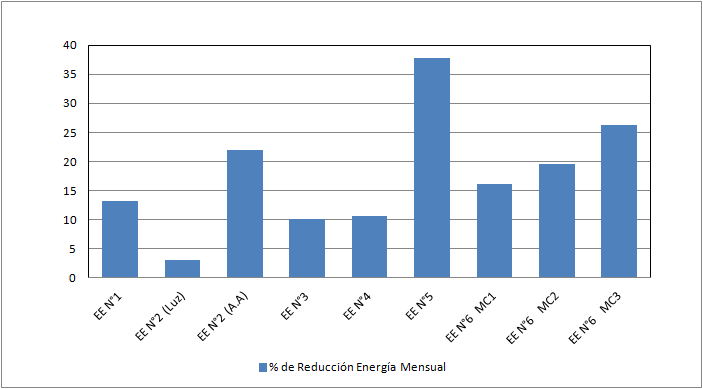 40
35
30
25
20
15
10
5
0
EE N°1
EE N°2 (Luz)
EE N°2 (A.A)
EE N°3
EE N°4
EE N°5
EE N°6 MC1
EE N°6 MC2
EE N°6 MC3
% de Reducción Energía Mensual